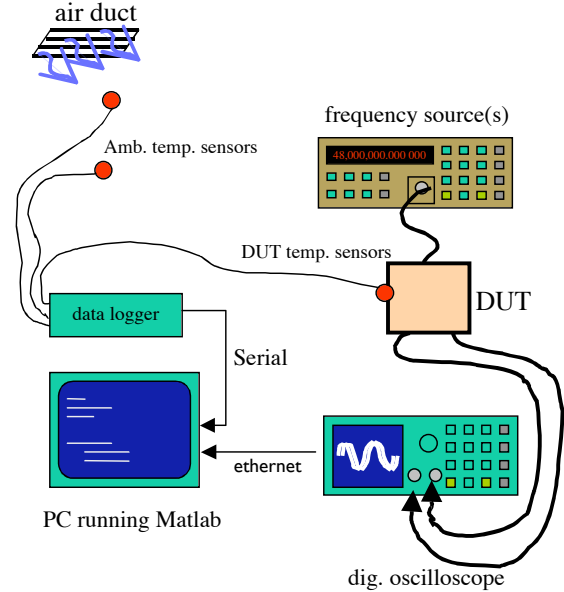 air duct
frequency source(s)
Amb. temp. sensors
48,000,000.000 000
DUT temp. sensors
DUT
data logger
Serial
ethernet
PC running Matlab
dig. oscilloscope